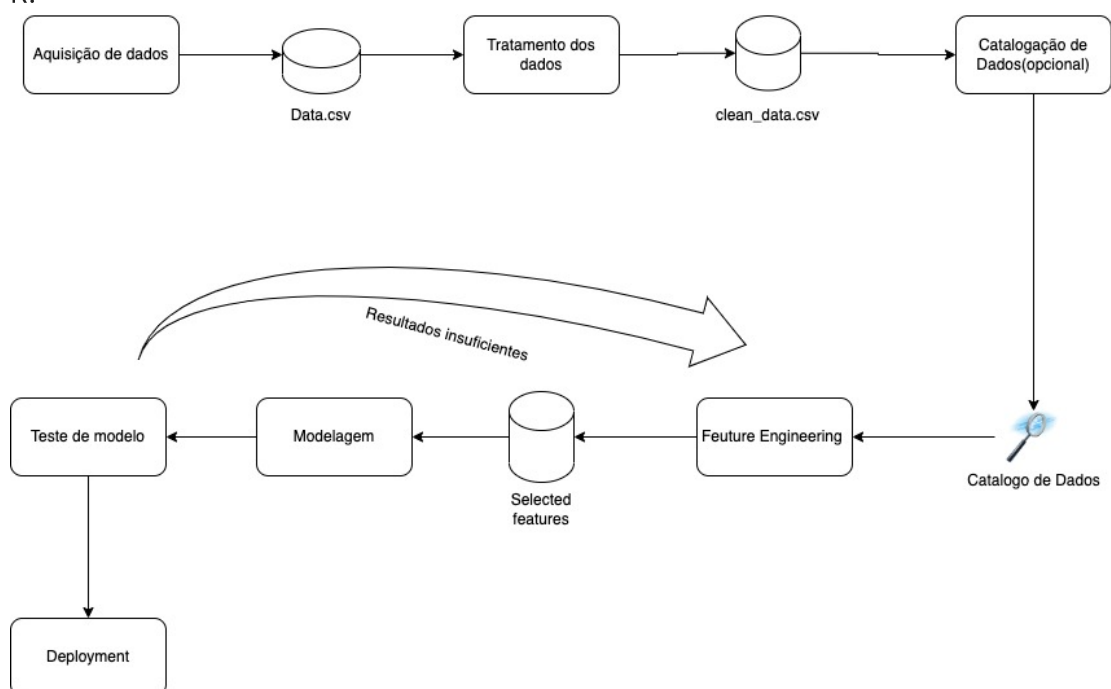 R:
Aquisição de dados
Data.csv
Tratamento dos
dados
clean_data.csv
Catalogação de
Dados(opcional)
Resultados insuficientes
Teste de modelo
Modelagem
Selected
features
Feuture Engineering
Catalogo de Dados
Deployment